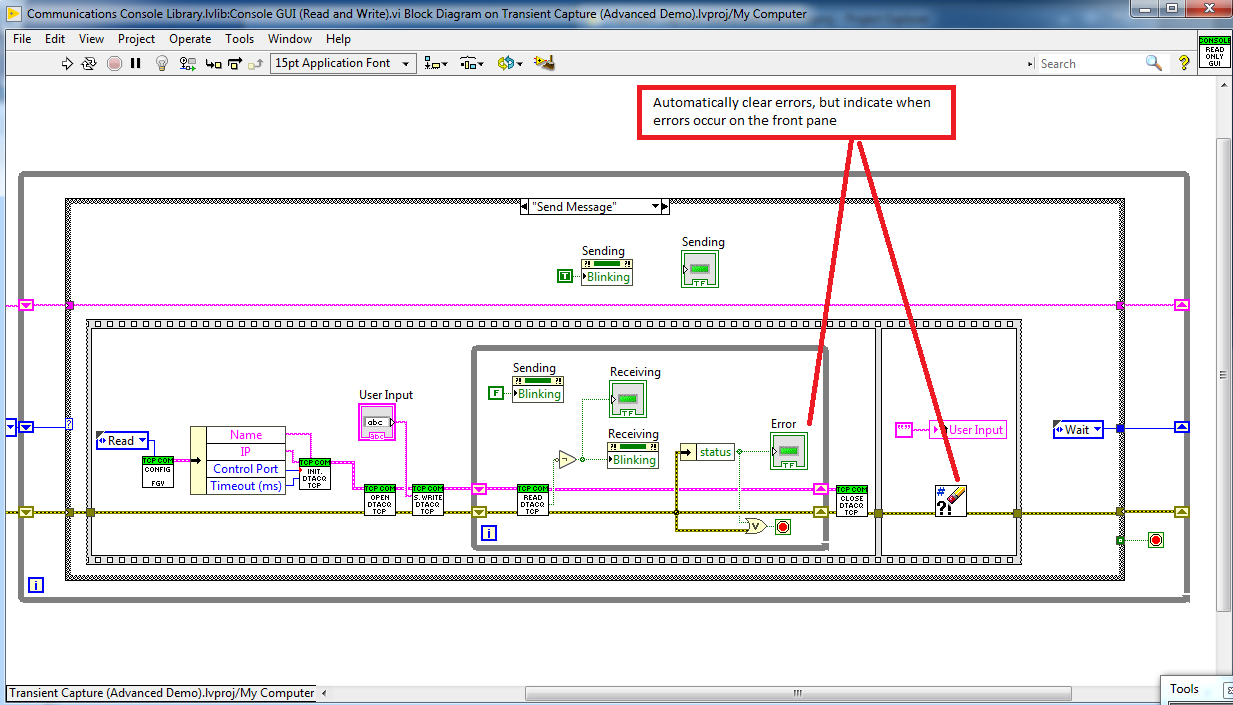 Communications Console Library.lvlib:Console GUI (Read and Write).vi Block Diagram on Transient Capture (Advanced Demo).lvproj/My Computer
File Edit View Project Operate Tools Window Help
15pt Application Font
Search
?
CONSOLE
READ
ONLY
GUI
Automatically clear errors, but indicate when
errors occur on the front pane
"Send Message"
Sending
?! ?!
T
Blinking
Sending
TF
Sending
?! ?!
F
Blinking
Receiving
TF
Receiving
?! ?!
Blinking
User Input
abc
abc
Error
TF
status
Read
TCP COM
CONFIG
FGV
Name
IP
Control Port
Timeout (ms)
TCP COM
INIT.
DTACQ
TCP
TCP COM
OPEN
DTACQ
TCP
TCP COM
S.WRITE
DTACQ
TCP
TCP COM
READ
DTACQ
TCP
TCP COM
CLOSE
DTACQ
TCP
V
i
?
""
User Input
#
?!
Wait
i
Transient Capture (Advanced Demo).lvproj/My Computer
Tools